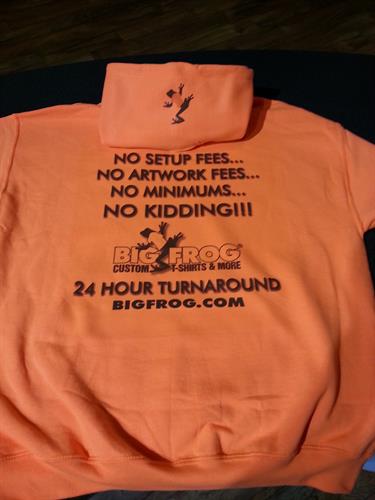 NO SETUP FEES...
NO ARTWORK FEES...
NO MINIMUMS...
NO KIDDING!!!
BIG FROG®
CUSTOM T-SHIRTS & MORE
24 HOUR TURNAROUND
BIGFROG.COM